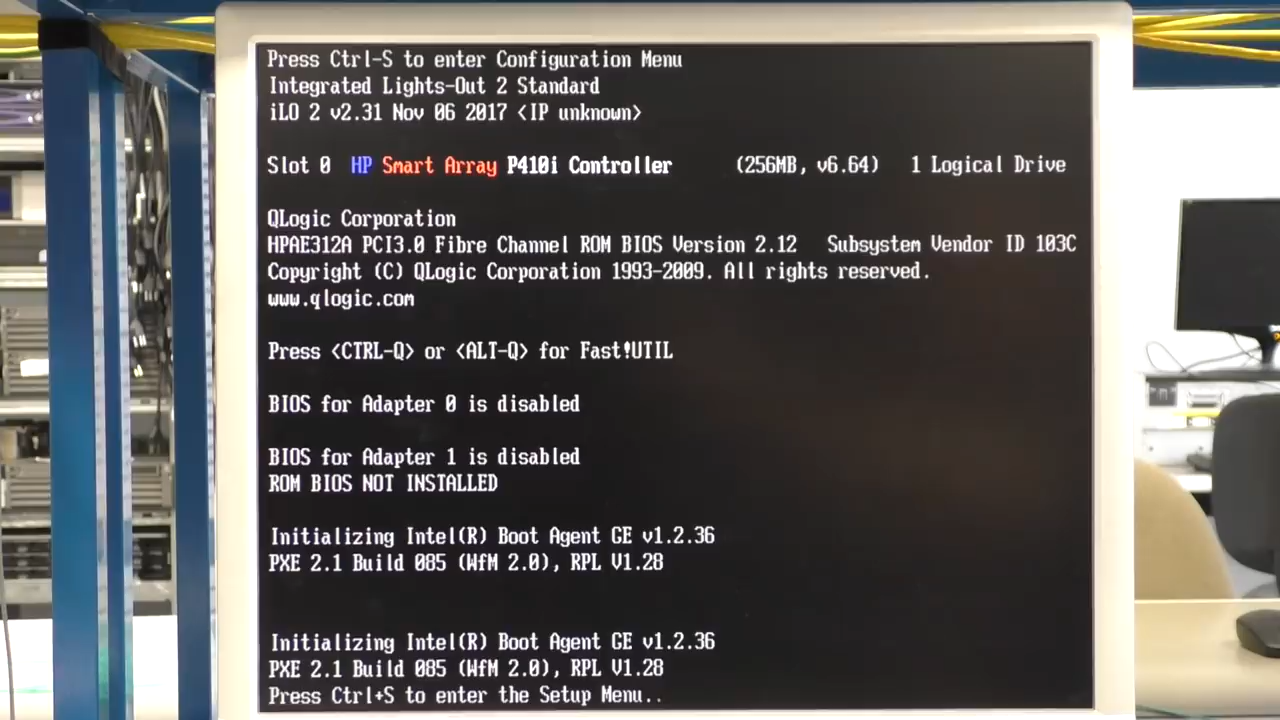 Press Ctrl-S to enter Configuration Menu
Integrated Lights-Out 2 Standard
iLO 2 v2.31 Nov 06 2017 <IP unknown>
Slot 0 HP Smart Array P410i Controller (256MB, v6.64) 1 Logical Drive
QLogic Corporation
HPAE312A PCI3.0 Fibre Channel ROM BIOS Version 2.12 Subsystem Vendor ID 103C
Copyright (C) QLogic Corporation 1993-2009. All rights reserved.
www.qlogic.com
Press <CTRL-Q> or <ALT-Q> for Fast!UTIL
BIOS for Adapter 0 is disabled
BIOS for Adapter 1 is disabled
ROM BIOS NOT INSTALLED
Initializing Intel(R) Boot Agent GE v1.2.36
PXE 2.1 Build 085 (WfM 2.0), RPL V1.28
Initializing Intel(R) Boot Agent GE v1.2.36
PXE 2.1 Build 085 (WfM 2.0), RPL V1.28
Press Ctrl+S to enter the Setup Menu..